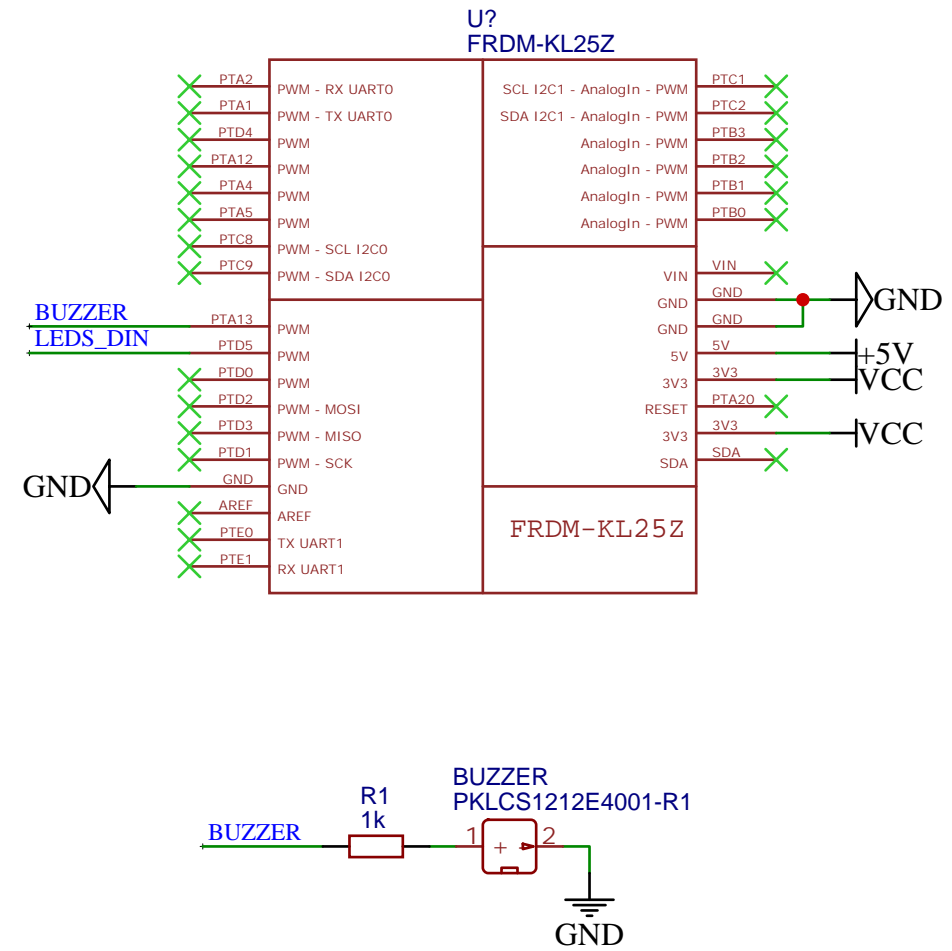 U?
FRDM-KL25Z
PTA2 PWM - RX UART0
PTA1 PWM - TX UART0
PTD4 PWM
PTA12 PWM
PTA4 PWM
PTA5 PWM
PTC8 PWM - SCL I2C0
PTC9 PWM - SDA I2C0
BUZZER PTA13 PWM
LEDS_DIN PTD5 PWM
PTD0 PWM
PTD2 PWM - MOSI
PTD3 PWM - MISO
PTD1 PWM - SCK
GND GND GND
AREF AREF
PTE0 TX UART1
PTE1 RX UART1
SCL I2C1 - AnalogIn - PWM PTC1
SDA I2C1 - AnalogIn - PWM PTC2
AnalogIn - PWM PTB3
AnalogIn - PWM PTB2
AnalogIn - PWM PTB1
AnalogIn - PWM PTB0
VIN VIN
GND GND GND
GND GND
5V 5V +5V
3V3 3V3 VCC
RESET PTA20
3V3 3V3 VCC
SDA SDA
FRDM-KL25Z
BUZZER
PKLCS1212E4001-R1
R1
1k
BUZZER 1 + 2
GND